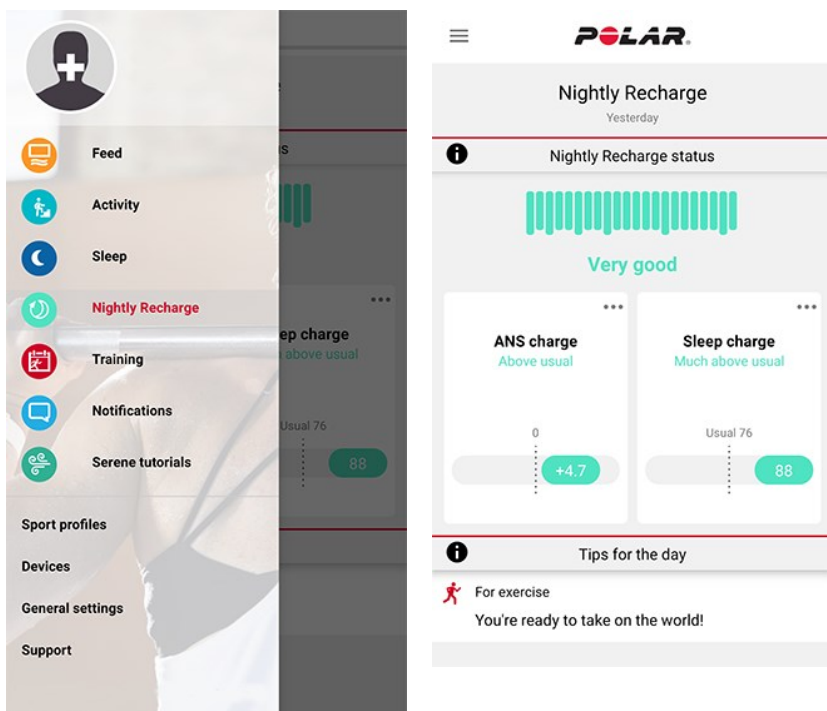 Feed
Activity
Sleep
Nightly Recharge
Training
Notifications
Serene tutorials
Sport profiles
Devices
General settings
Support
s
ep charge
above usual
Usual 76
88
POLAR.
Nightly Recharge
Yesterday
Nightly Recharge status
Very good
ANS charge
Above usual
0
+4.7
Sleep charge
Much above usual
Usual 76
88
Tips for the day
For exercise
You're ready to take on the world!